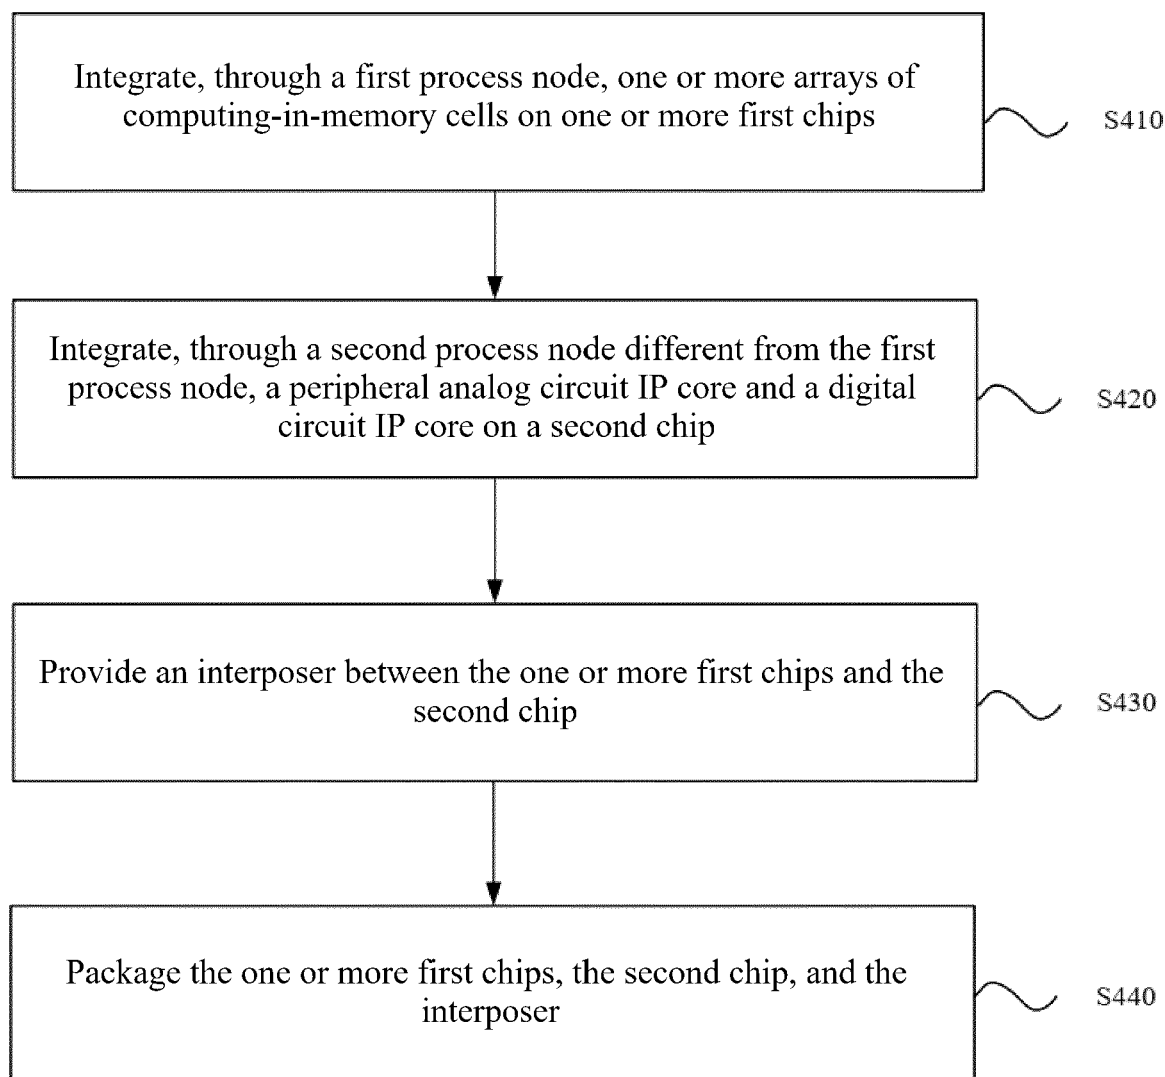 Integrate, through a first process node, one or more arrays of
computing-in-memory cells on one or more first chips
S410
Integrate, through a second process node different from the first
process node, a peripheral analog circuit IP core and a digital
circuit IP core on a second chip
S420
Provide an interposer between the one or more first chips and the
second chip
S430
Package the one or more first chips, the second chip, and the
interposer
S440